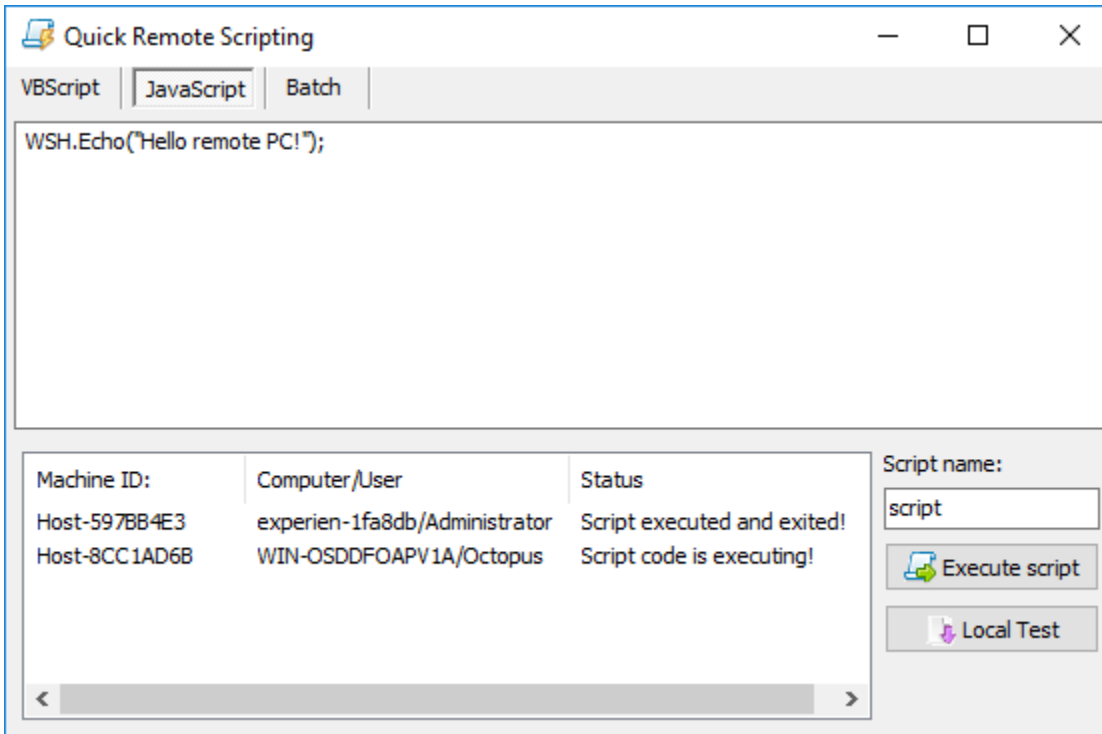 Quick Remote Scripting
VBScript JavaScript Batch
WSH.Echo("Hello remote PC!");
Machine ID: Computer/User Status
Host-597BB4E3 experien-1fa8db/Administrator Script executed and exited!
Host-8CC1AD6B WIN-OSDDFOAPV1A/Octopus Script code is executing!
Script name:
script
Execute script
Local Test